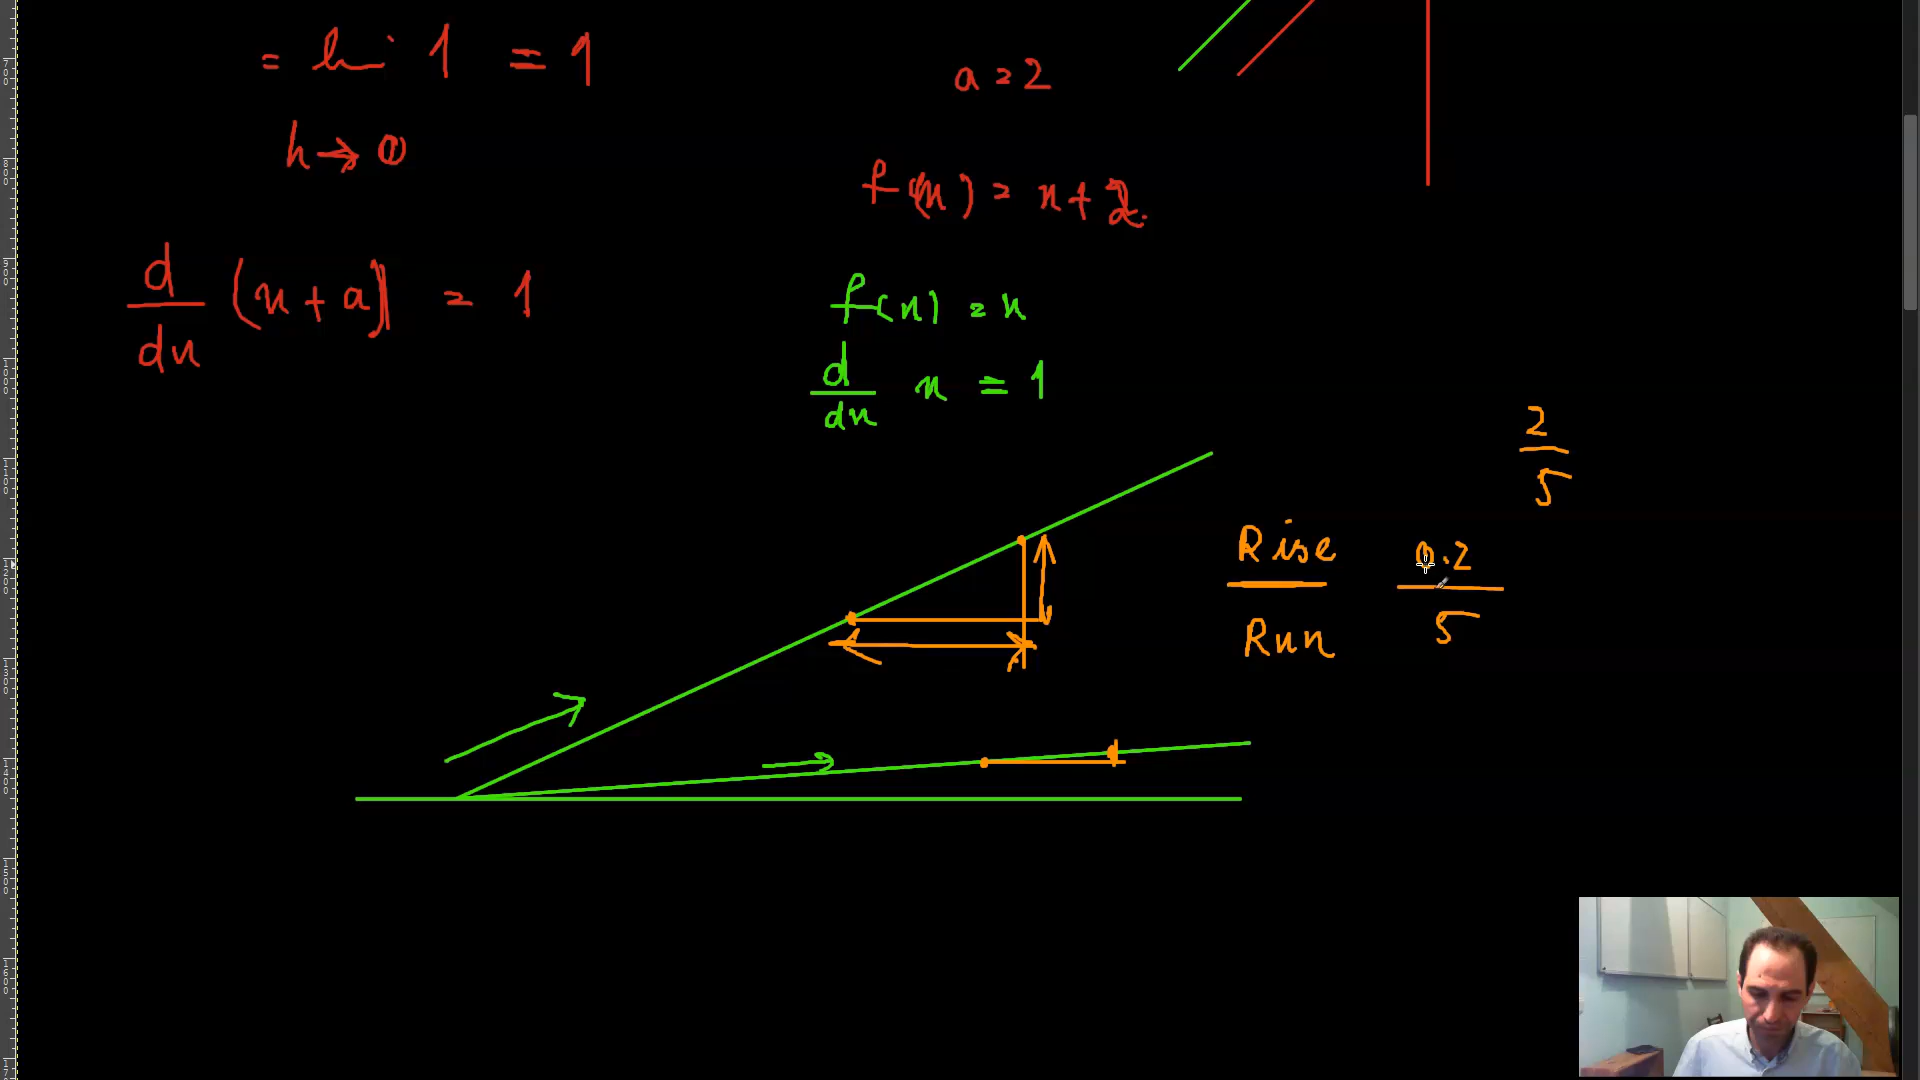 = lim 1 = 1
h → 0
d/dx (x + a) = 1
a = 2
f(x) = x + 2.
f(x) = x
d/dx x = 1
2/5
Rise/Run 0.2/5